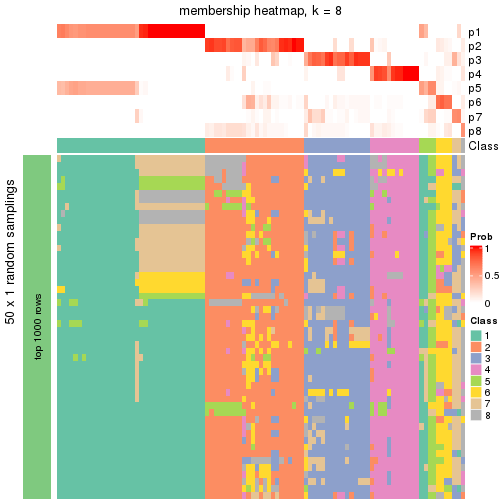 membership heatmap, k = 8
p1
p2
p3
p4
p5
p6
p7
p8
Class
50 x 1 random samplings
top 1000 rows
Prob
1
0.5
0
Class
1
2
3
4
5
6
7
8